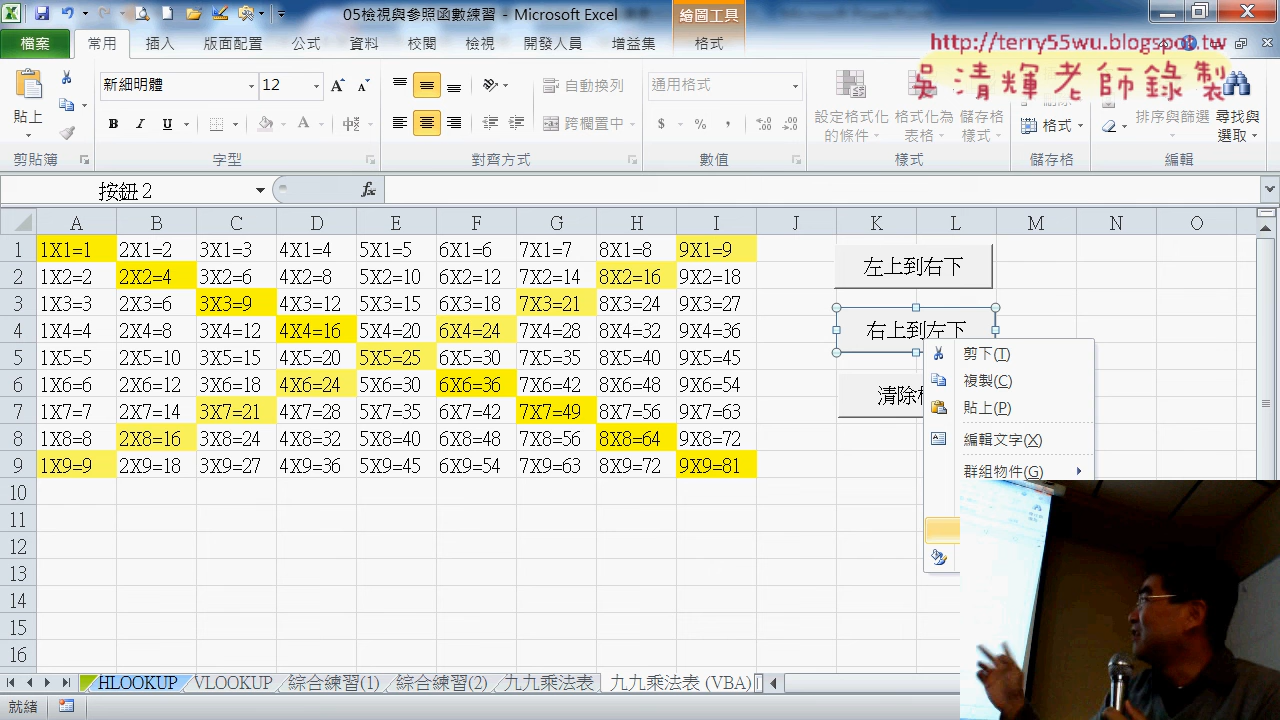 05檢視與參照函數練習 - Microsoft Excel
繪圖工具
檔案 常用 插入 版面配置 公式 資料 校閱 檢視 開發人員 增益集 格式
http://terry55wu.blogspot.tw
吳清輝老師錄製
貼上
新細明體 12
B I U
自動換列
跨欄置中
通用格式
$ % ,
設定格式化的條件
格式化為表格
儲存格樣式
格式
排序與篩選
尋找與選取
剪貼簿 字型 對齊方式 數值 樣式 儲存格 編輯
按鈕 2 fx
A B C D E F G H I J K L M N O
1 1X1=1 2X1=2 3X1=3 4X1=4 5X1=5 6X1=6 7X1=7 8X1=8 9X1=9
2 1X2=2 2X2=4 3X2=6 4X2=8 5X2=10 6X2=12 7X2=14 8X2=16 9X2=18
3 1X3=3 2X3=6 3X3=9 4X3=12 5X3=15 6X3=18 7X3=21 8X3=24 9X3=27
4 1X4=4 2X4=8 3X4=12 4X4=16 5X4=20 6X4=24 7X4=28 8X4=32 9X4=36
5 1X5=5 2X5=10 3X5=15 4X5=20 5X5=25 6X5=30 7X5=35 8X5=40 9X5=45
6 1X6=6 2X6=12 3X6=18 4X6=24 5X6=30 6X6=36 7X6=42 8X6=48 9X6=54
7 1X7=7 2X7=14 3X7=21 4X7=28 5X7=35 6X7=42 7X7=49 8X7=56 9X7=63
8 1X8=8 2X8=16 3X8=24 4X8=32 5X8=40 6X8=48 7X8=56 8X8=64 9X8=72
9 1X9=9 2X9=18 3X9=27 4X9=36 5X9=45 6X9=54 7X9=63 8X9=72 9X9=81
10
11
12
13
14
15
16
左上到右下
右上到左下
清除
剪下(T)
複製(C)
貼上(P)
編輯文字(X)
群組物件(G)
HLOOKUP VLOOKUP 綜合練習(1) 綜合練習(2) 九九乘法表 九九乘法表 (VBA)
就緒